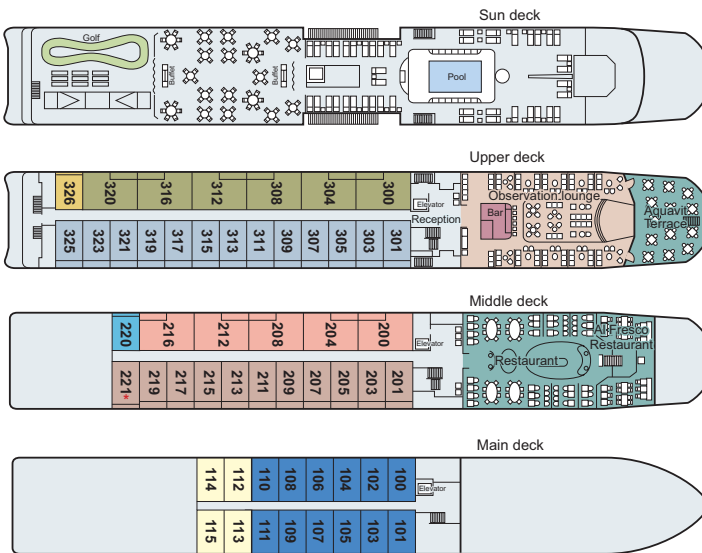 Sun deck
Golf
Buffet
Buffet
Pool
Upper deck
326 320 316 312 308 304 300
Elevator
Reception
Observation lounge
Bar
Aquavit
Terrace
325 323 321 319 317 315 313 311 309 307 305 303 301
Middle deck
220 216 212 208 204 200
Elevator
Restaurant
Al Fresco
Restaurant
221* 219 217 215 213 211 209 207 205 203 201
Main deck
114 112 110 108 106 104 102 100
Elevator
115 113 111 109 107 105 103 101